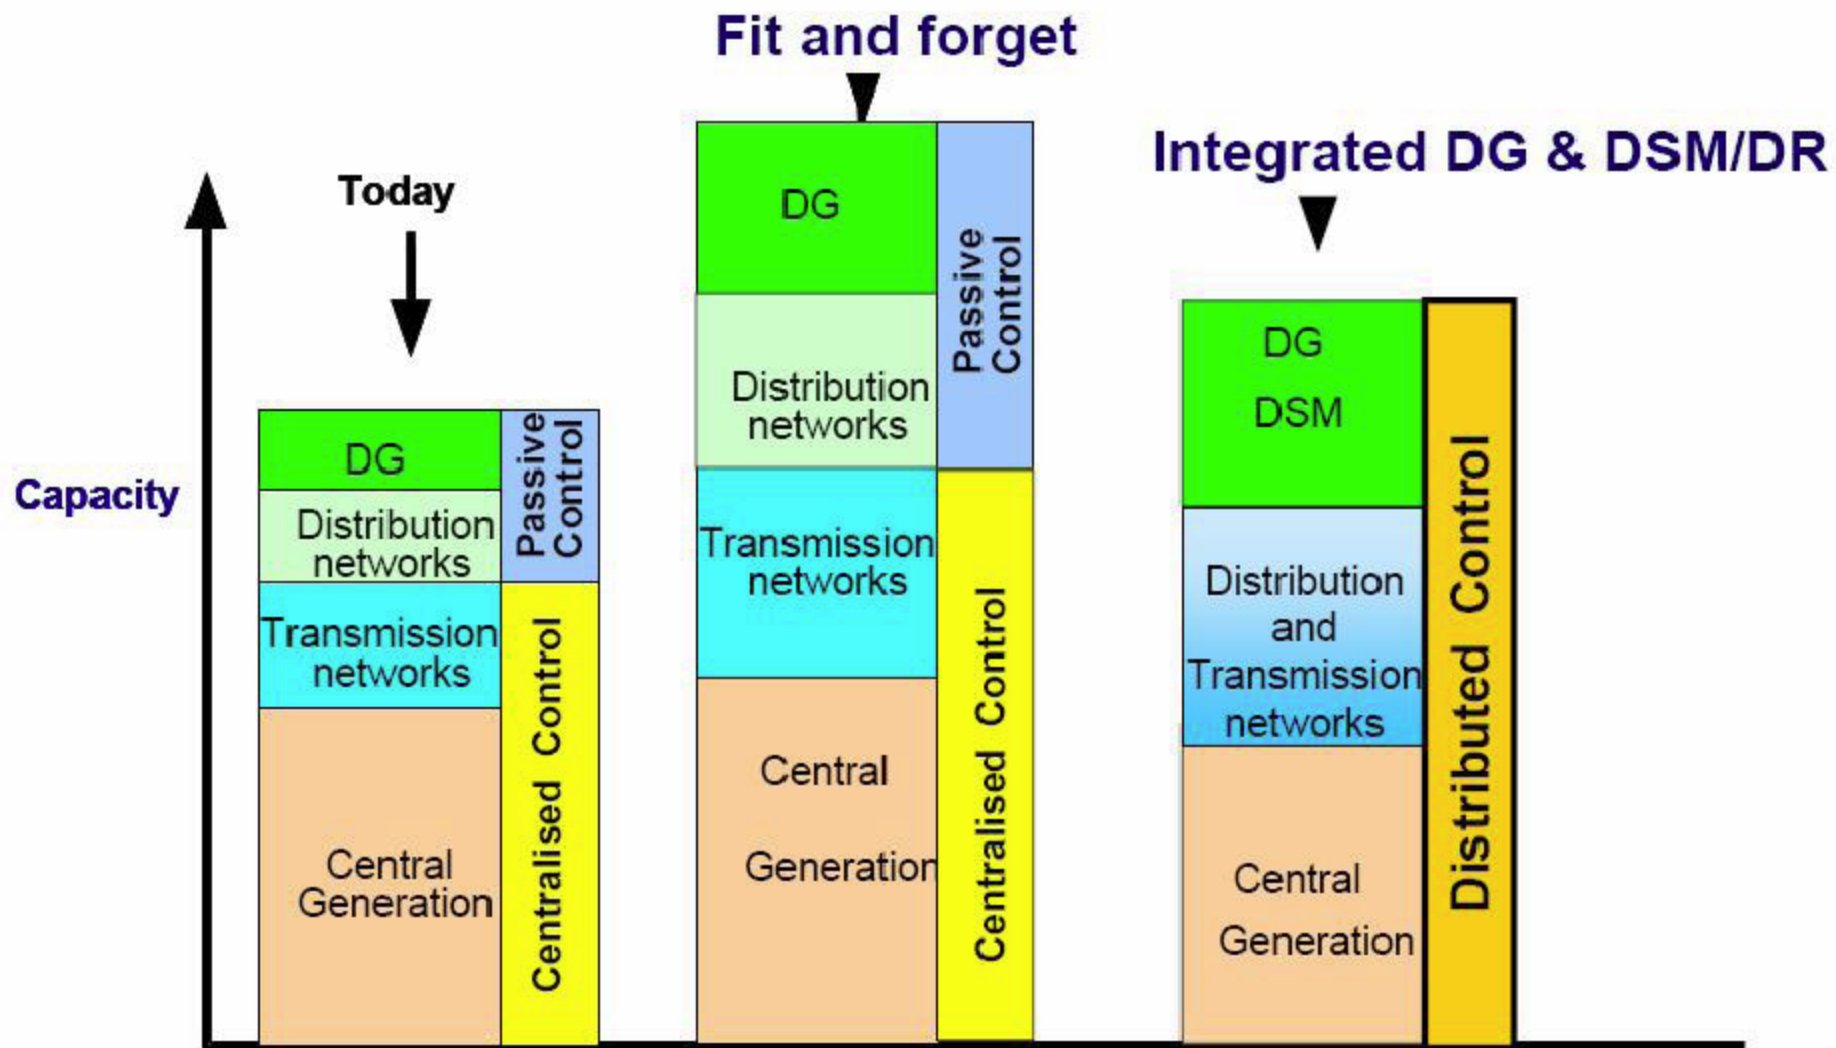 Fit and forget
Integrated DG & DSM/DR
Today
Capacity
DG
Distribution
networks
Transmission
networks
Central
Generation
Passive
Control
Centralised Control
DG
Distribution
networks
Transmission
networks
Central
Generation
Passive
Control
Centralised Control
DG
DSM
Distribution
and
Transmission
networks
Central
Generation
Distributed Control